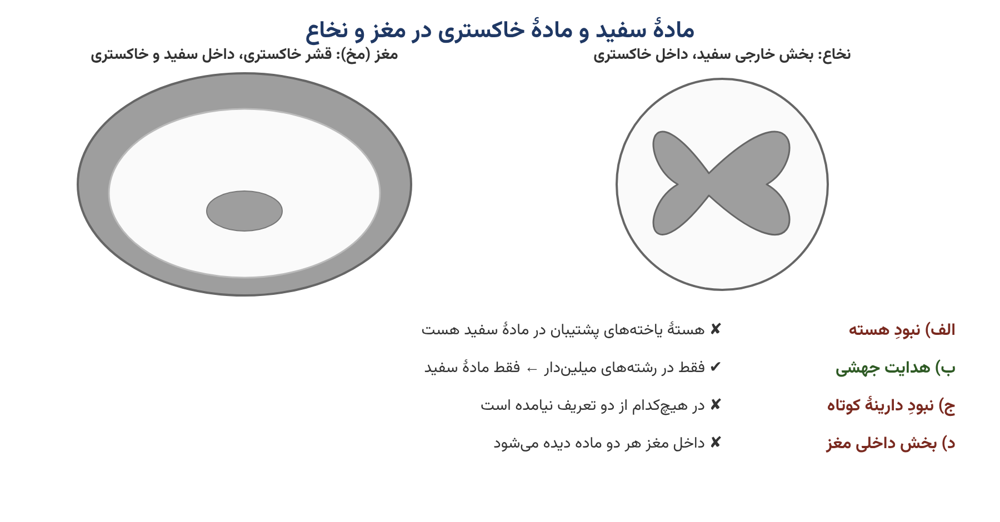 مادهٔ سفید و مادهٔ خاکستری در مغز و نخاع
نخاع: بخش خارجی سفید، داخل خاکستری
مغز (مخ): قشر خاکستری، داخل سفید و خاکستری
الف) نبودِ هسته ✘ هستهٔ یاخته‌های پشتیبان در مادهٔ سفید هست
ب) هدایت جهشی ✔ فقط در رشته‌های میلین‌دار ← فقط مادهٔ سفید
ج) نبودِ دارینهٔ کوتاه ✘ در هیچ‌کدام از دو تعریف نیامده است
د) بخش داخلی مغز ✘ داخل مغز هر دو ماده دیده می‌شود